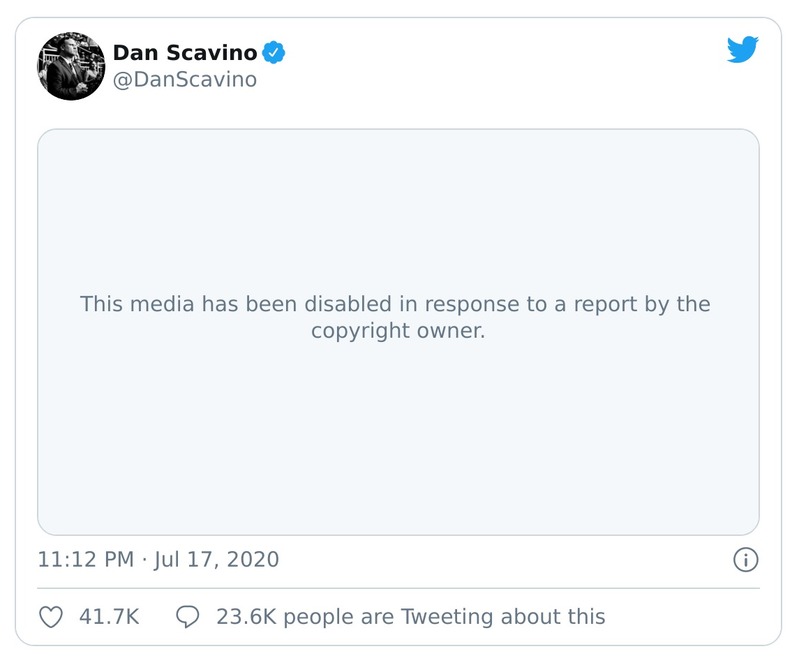 Dan Scavino
@DanScavino
This media has been disabled in response to a report by the
copyright owner.
11:12 PM · Jul 17, 2020
41.7K 23.6K people are Tweeting about this